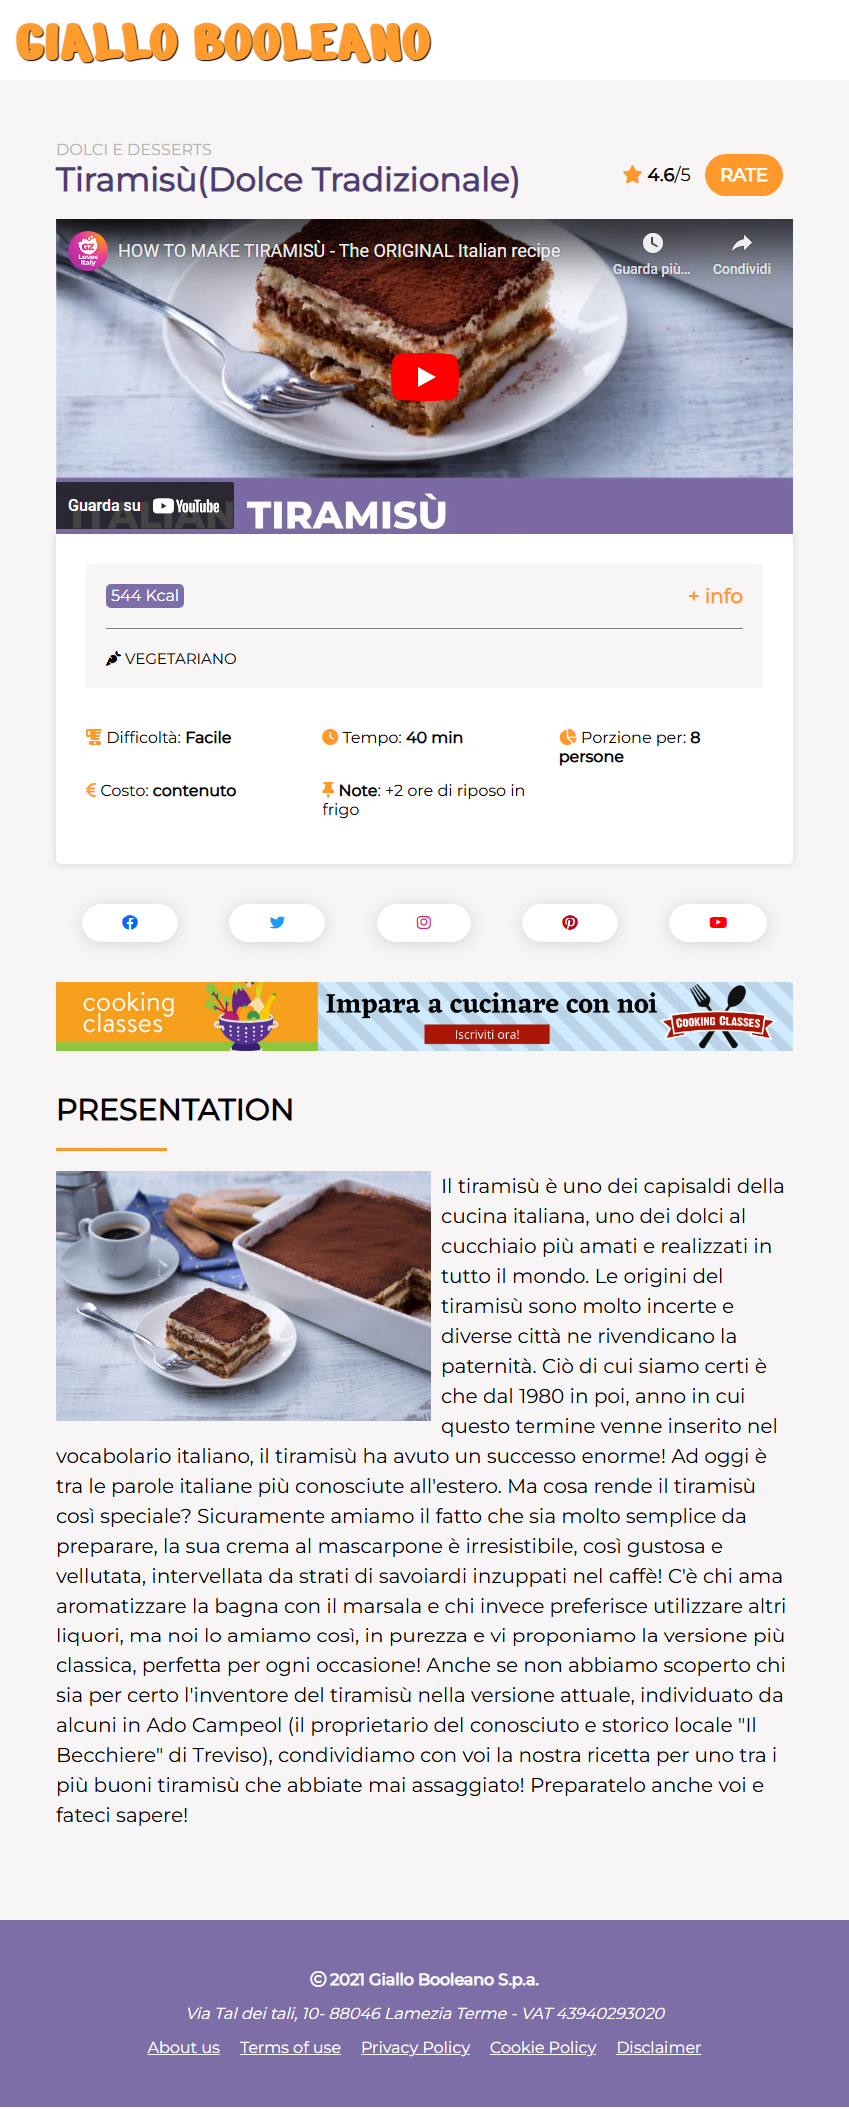 GIALLO BOOLEANO
DOLCI E DESSERTS
Tiramisù(Dolce Tradizionale)
4.6/5
RATE
GZ
Loves
Italy
HOW TO MAKE TIRAMISÙ - The ORIGINAL Italian recipe
Guarda più...
Condividi
Guarda su YouTube
ITALIAN TIRAMISÙ
544 Kcal
+ info
VEGETARIANO
Difficoltà: Facile
Tempo: 40 min
Porzione per: 8
persone
€ Costo: contenuto
Note: +2 ore di riposo in
frigo
cooking
classes
Impara a cucinare con noi
Iscriviti ora!
COOKING CLASSES
PRESENTATION
Il tiramisù è uno dei capisaldi della
cucina italiana, uno dei dolci al
cucchiaio più amati e realizzati in
tutto il mondo. Le origini del
tiramisù sono molto incerte e
diverse città ne rivendicano la
paternità. Ciò di cui siamo certi è
che dal 1980 in poi, anno in cui
questo termine venne inserito nel
vocabolario italiano, il tiramisù ha avuto un successo enorme! Ad oggi è
tra le parole italiane più conosciute all'estero. Ma cosa rende il tiramisù
così speciale? Sicuramente amiamo il fatto che sia molto semplice da
preparare, la sua crema al mascarpone è irresistibile, così gustosa e
vellutata, intervellata da strati di savoiardi inzuppati nel caffè! C'è chi ama
aromatizzare la bagna con il marsala e chi invece preferisce utilizzare altri
liquori, ma noi lo amiamo così, in purezza e vi proponiamo la versione più
classica, perfetta per ogni occasione! Anche se non abbiamo scoperto chi
sia per certo l'inventore del tiramisù nella versione attuale, individuato da
alcuni in Ado Campeol (il proprietario del conosciuto e storico locale "Il
Becchiere" di Treviso), condividiamo con voi la nostra ricetta per uno tra i
più buoni tiramisù che abbiate mai assaggiato! Preparatelo anche voi e
fateci sapere!
© 2021 Giallo Booleano S.p.a.
Via Tal dei tali, 10- 88046 Lamezia Terme - VAT 43940293020
About us Terms of use Privacy Policy Cookie Policy Disclaimer